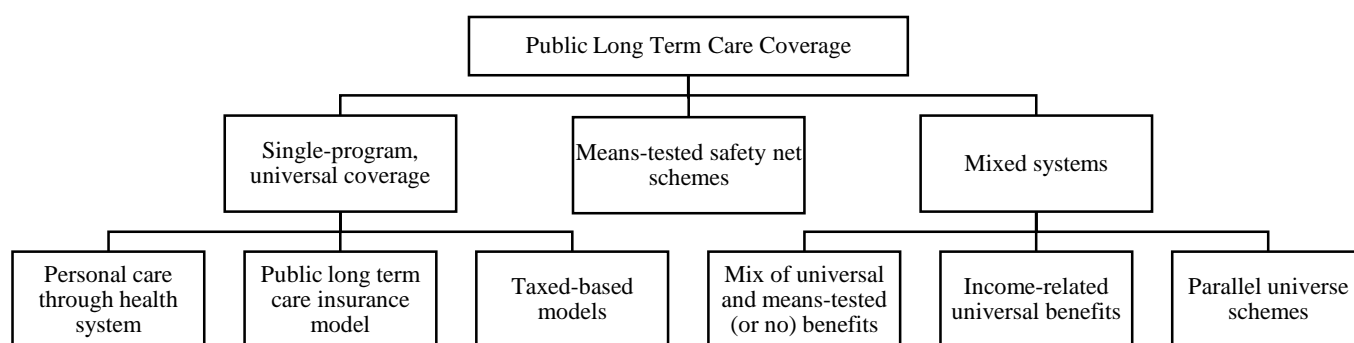 Public Long Term Care Coverage
Single-program,
universal coverage
Means-tested safety net
schemes
Mixed systems
Personal care
through health
system
Public long term
care insurance
model
Taxed-based
models
Mix of universal
and means-tested
(or no) benefits
Income-related
universal benefits
Parallel universe
schemes